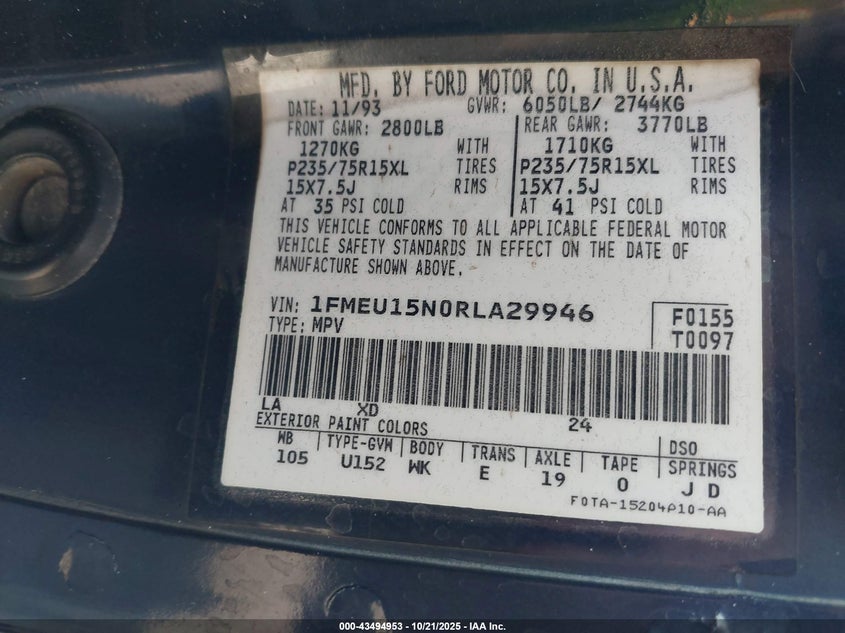 MFD. BY FORD MOTOR CO. IN U.S.A.
DATE: 11/93 GVWR: 6050LB/ 2744KG
FRONT GAWR: 2800LB REAR GAWR: 3770LB
1270KG WITH 1710KG WITH
P235/75R15XL TIRES P235/75R15XL TIRES
15X7.5J RIMS 15X7.5J RIMS
AT 35 PSI COLD AT 41 PSI COLD
THIS VEHICLE CONFORMS TO ALL APPLICABLE FEDERAL MOTOR
VEHICLE SAFETY STANDARDS IN EFFECT ON THE DATE OF
MANUFACTURE SHOWN ABOVE.
VIN: 1FMEU15N0RLA29946 F0155
TYPE: MPV T0097
LA XD 24
EXTERIOR PAINT COLORS DSO
WB TYPE-GVW BODY TRANS AXLE TAPE SPRINGS
105 U152 WK E 19 0 J D
F0TA-15204A10-AA
000-43494953 - 10/21/2025 - IAA Inc.